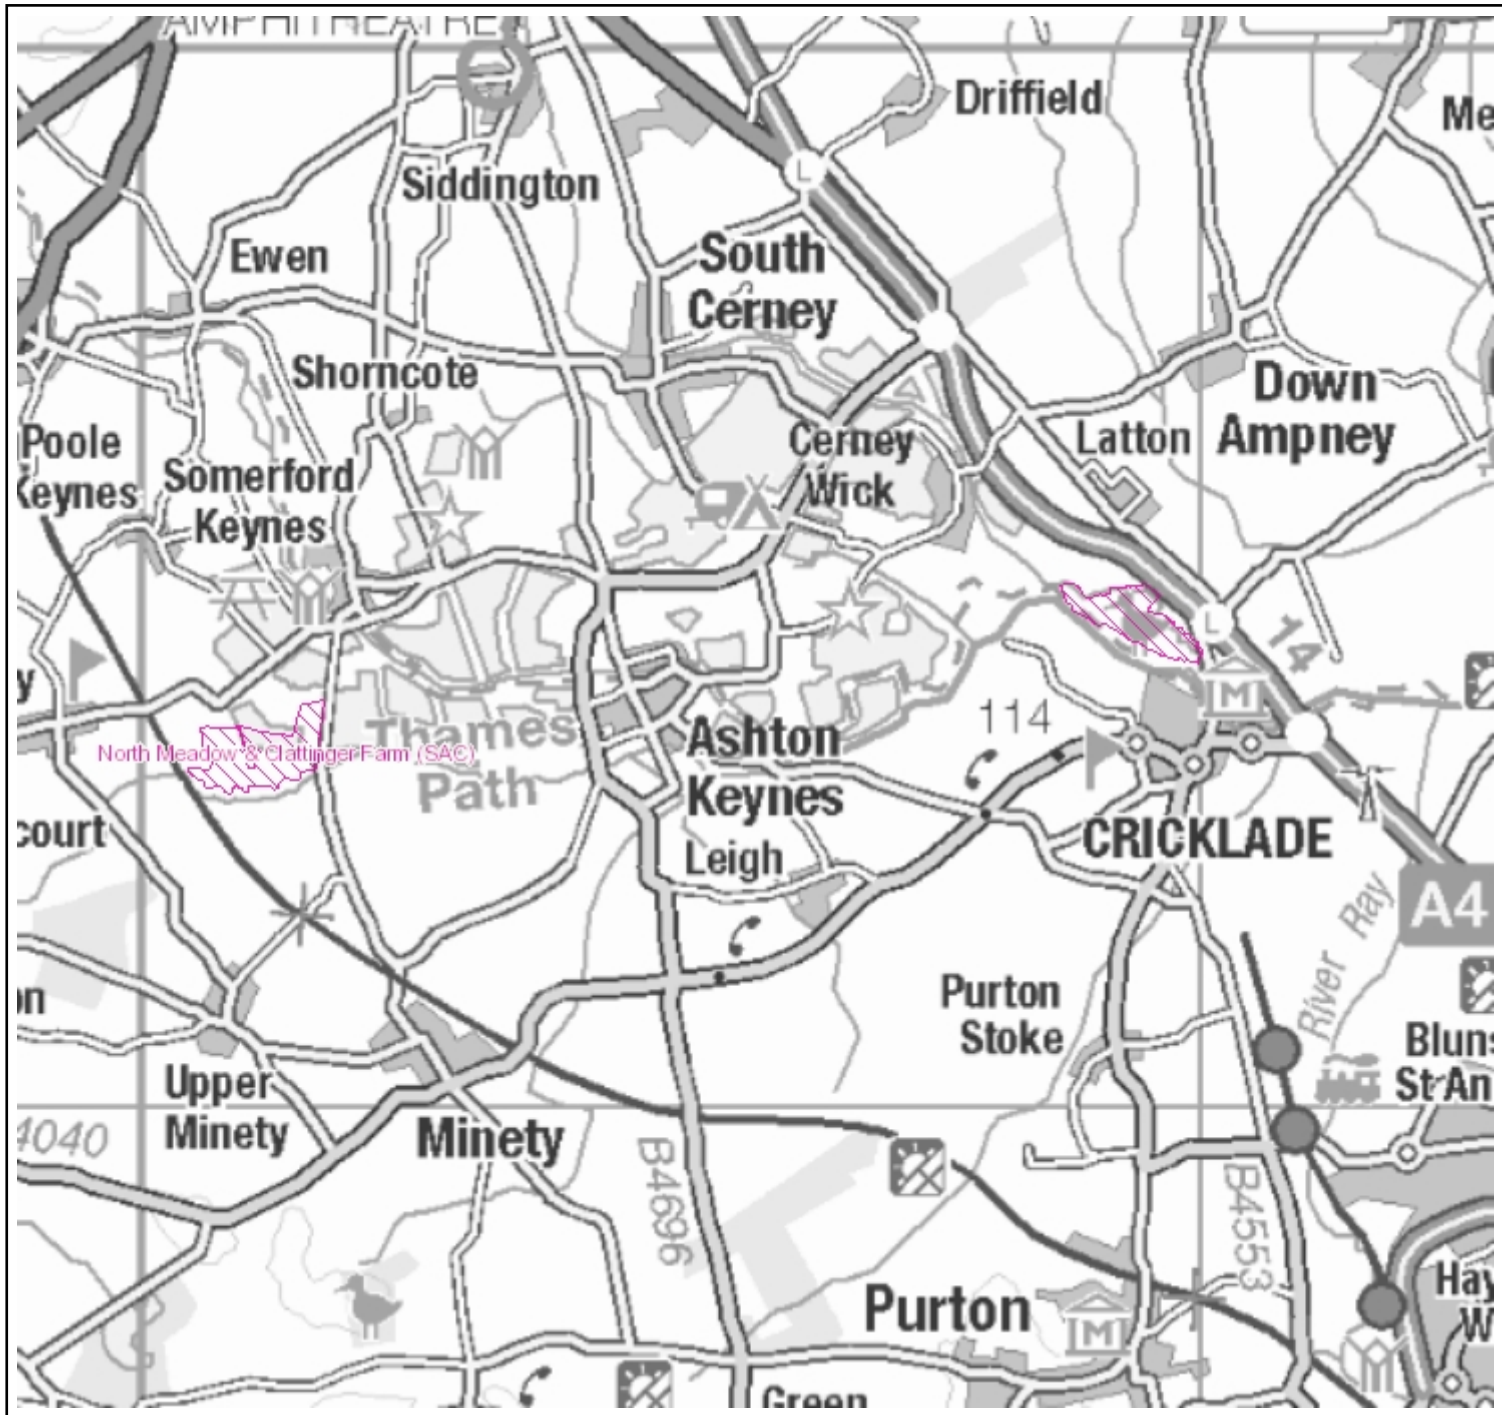 AMPHITHEATRE
Driffield
Me
L
Siddington
Ewen
South
Cerney
Shorncote
Down
Ampney
Poole
Keynes
Cerney
Wick
Latton
Somerford
Keynes
L
14
y
M
114
Thames
Path
North Meadow & Clattinger Farm (SAC)
Ashton
Keynes
court
CRICKLADE
Leigh
A4
River Ray
on
Purton
Stoke
Bluns
St An
Upper
Minety
4040
Minety
B4696
B4553
Purton
M
Hay
W
Green